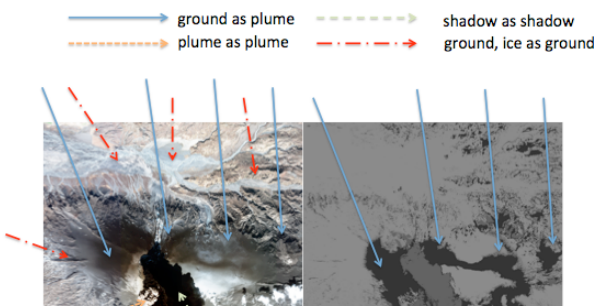 ground as plume
shadow as shadow
plume as plume
ground, ice as ground